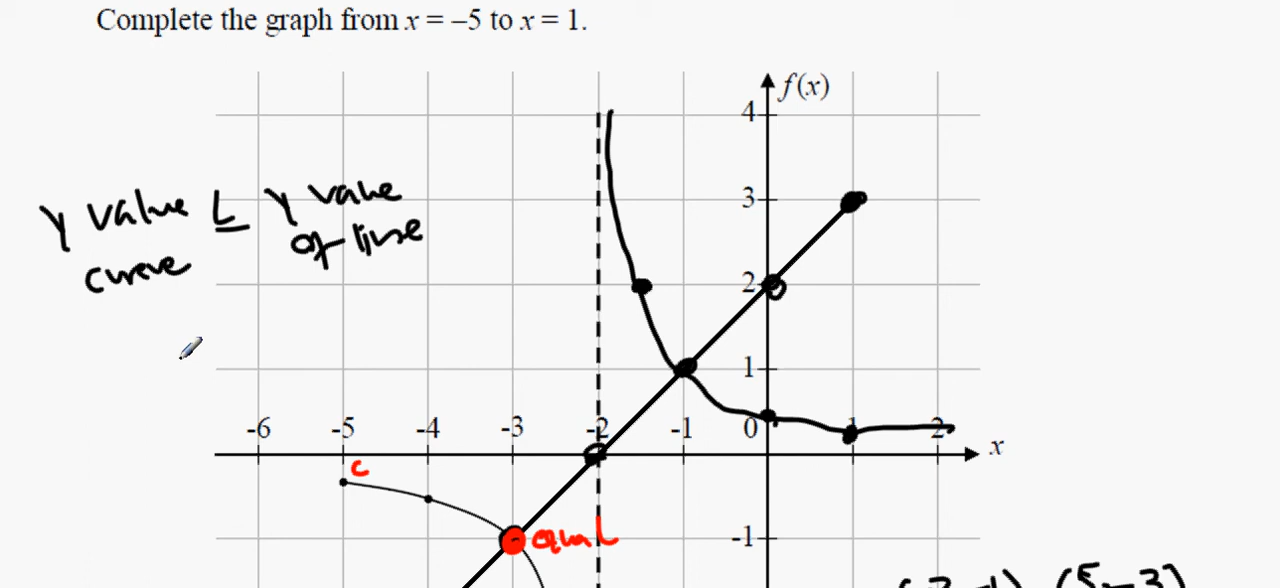 Complete the graph from x = –5 to x = 1.
f(x)
4
3
2
1
-6 -5 -4 -3 -2 -1 0 1 2 x
-1
Y value ≤ Y value
curve of line
c
equal